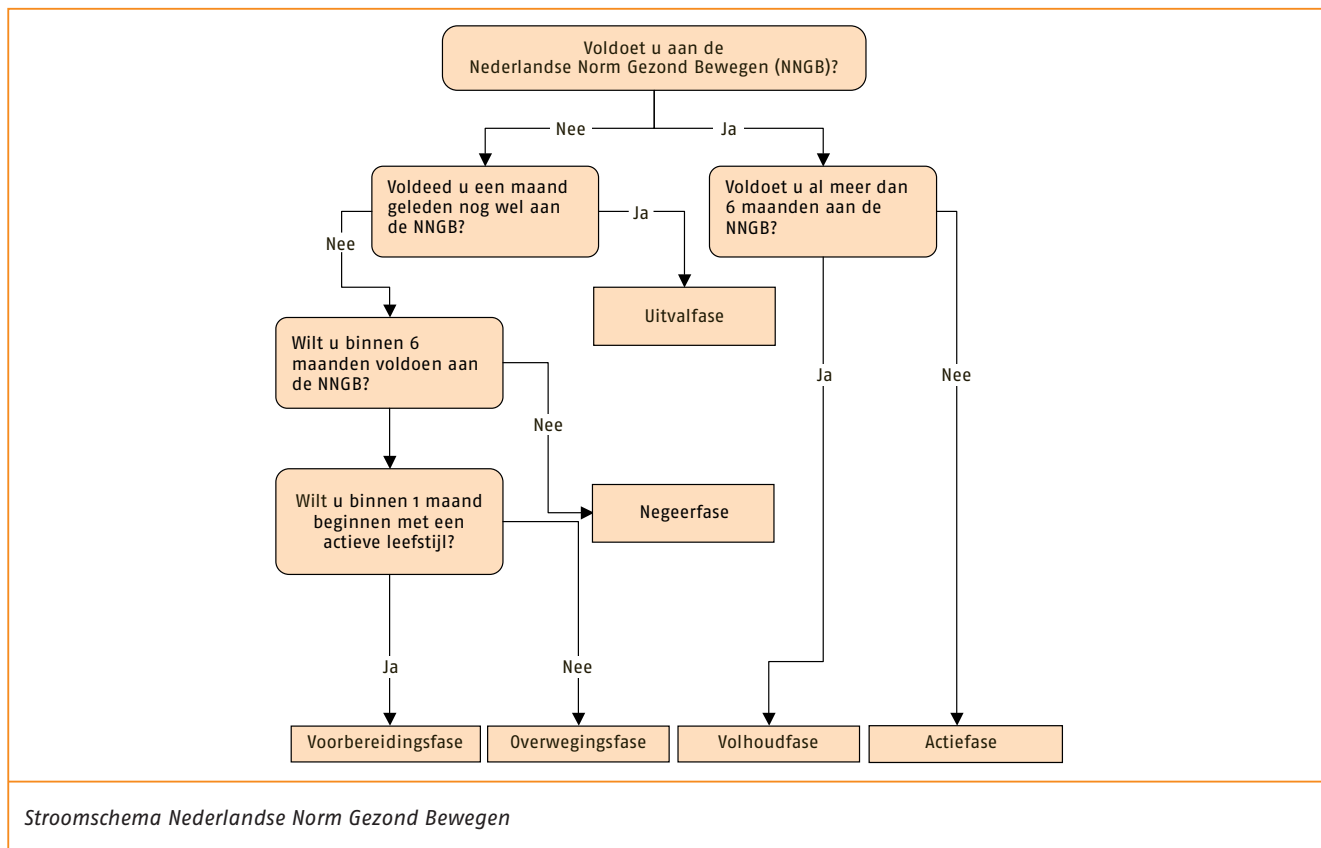 Voldoet u aan de
Nederlandse Norm Gezond Bewegen (NNGB)?
Nee
Ja
Voldeed u een maand
geleden nog wel aan
de NNGB?
Voldoet u al meer dan
6 maanden aan de
NNGB?
Ja
Nee
Uitvalfase
Wilt u binnen 6
maanden voldoen aan
de NNGB?
Ja
Nee
Nee
Wilt u binnen 1 maand
beginnen met een
actieve leefstijl?
Negeerfase
Ja
Nee
Voorbereidingsfase
Overwegingsfase
Volhoudfase
Actiefase
Stroomschema Nederlandse Norm Gezond Bewegen